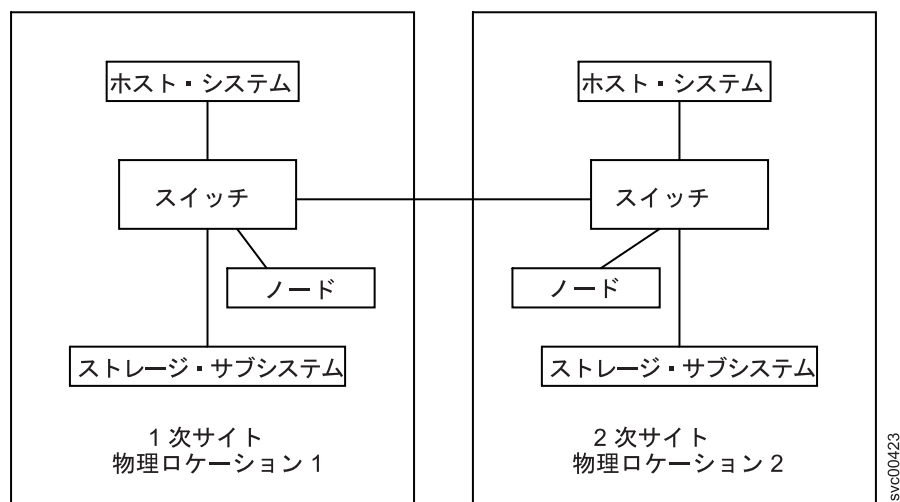 ホスト・システム
スイッチ
ノード
ストレージ・サブシステム
1 次サイト
物理ロケーション 1
ホスト・システム
スイッチ
ノード
ストレージ・サブシステム
2 次サイト
物理ロケーション 2
svc00423